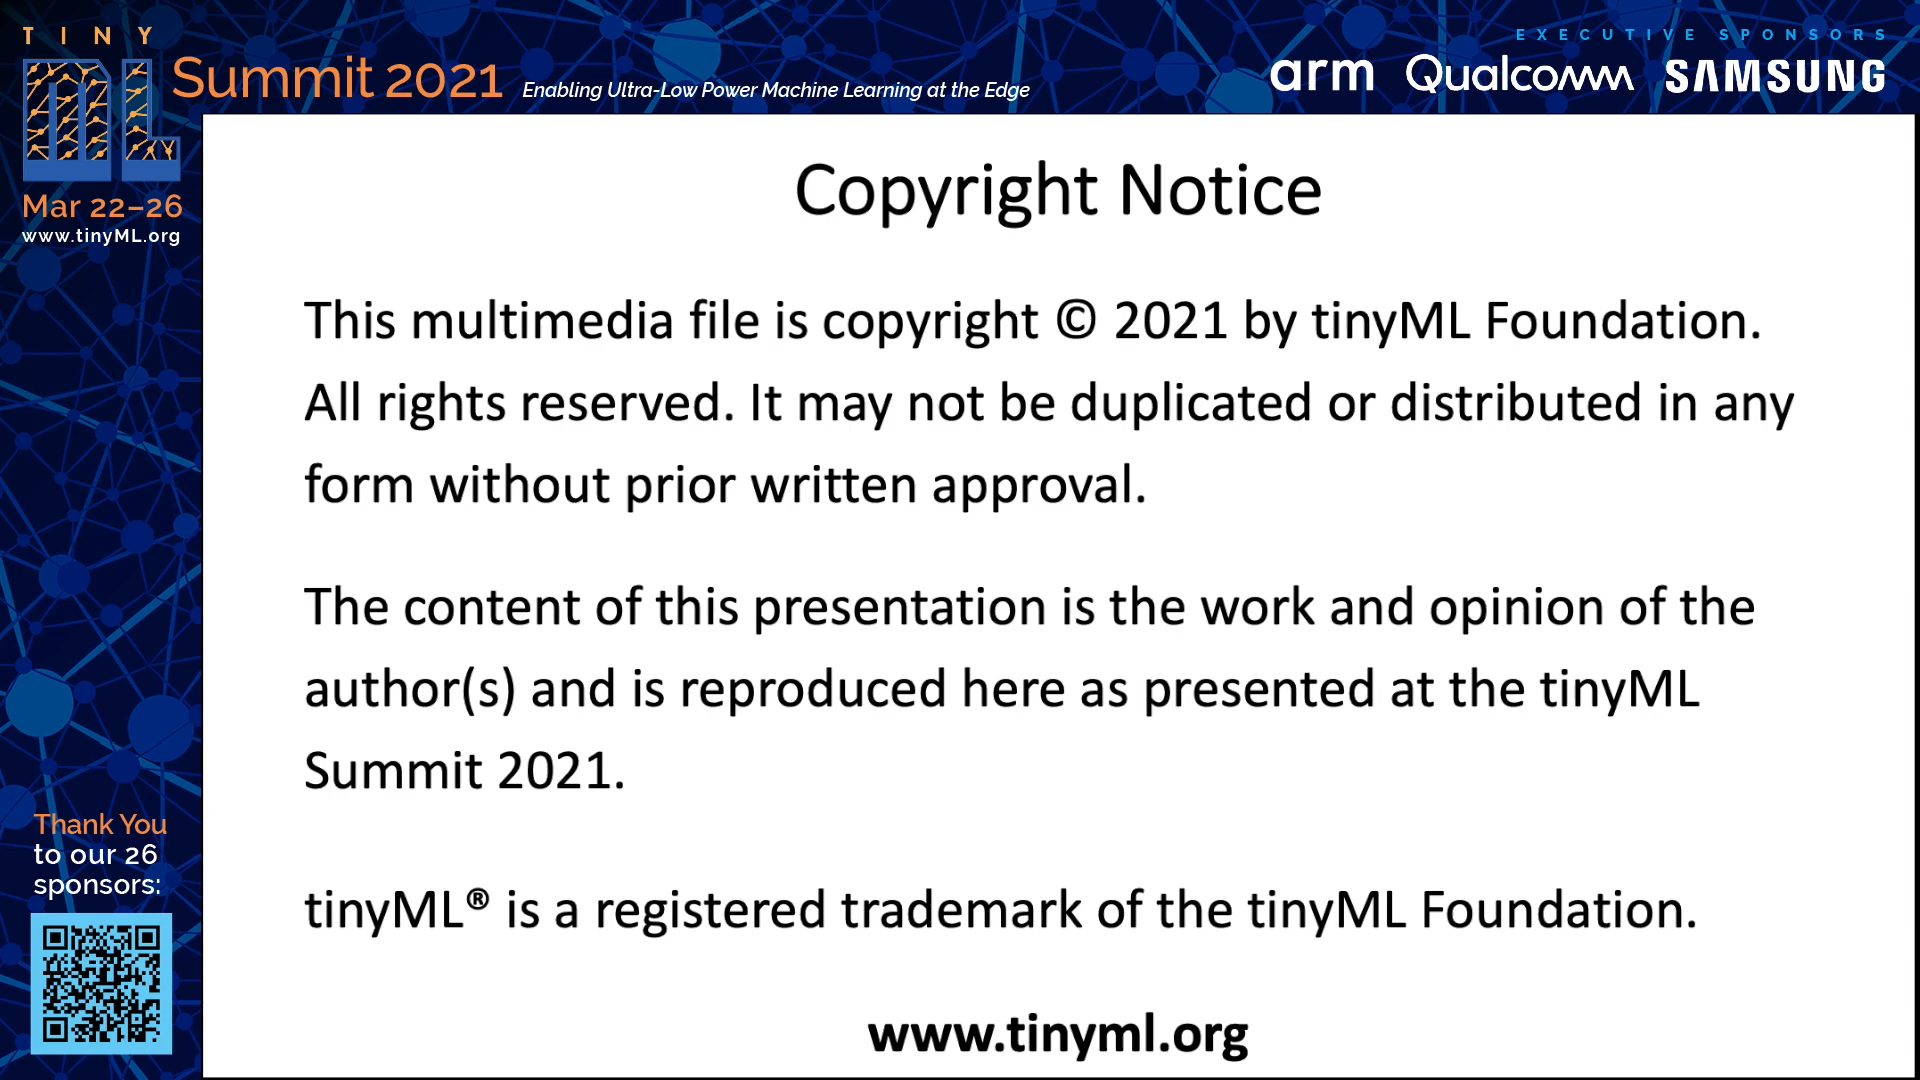 TINY
ML
Summit 2021
Enabling Ultra-Low Power Machine Learning at the Edge
EXECUTIVE SPONSORS
arm Qualcomm SAMSUNG
Mar 22–26
www.tinyML.org
Copyright Notice
This multimedia file is copyright © 2021 by tinyML Foundation.
All rights reserved. It may not be duplicated or distributed in any
form without prior written approval.
The content of this presentation is the work and opinion of the
author(s) and is reproduced here as presented at the tinyML
Summit 2021.
tinyML® is a registered trademark of the tinyML Foundation.
www.tinyml.org
Thank You
to our 26
sponsors: